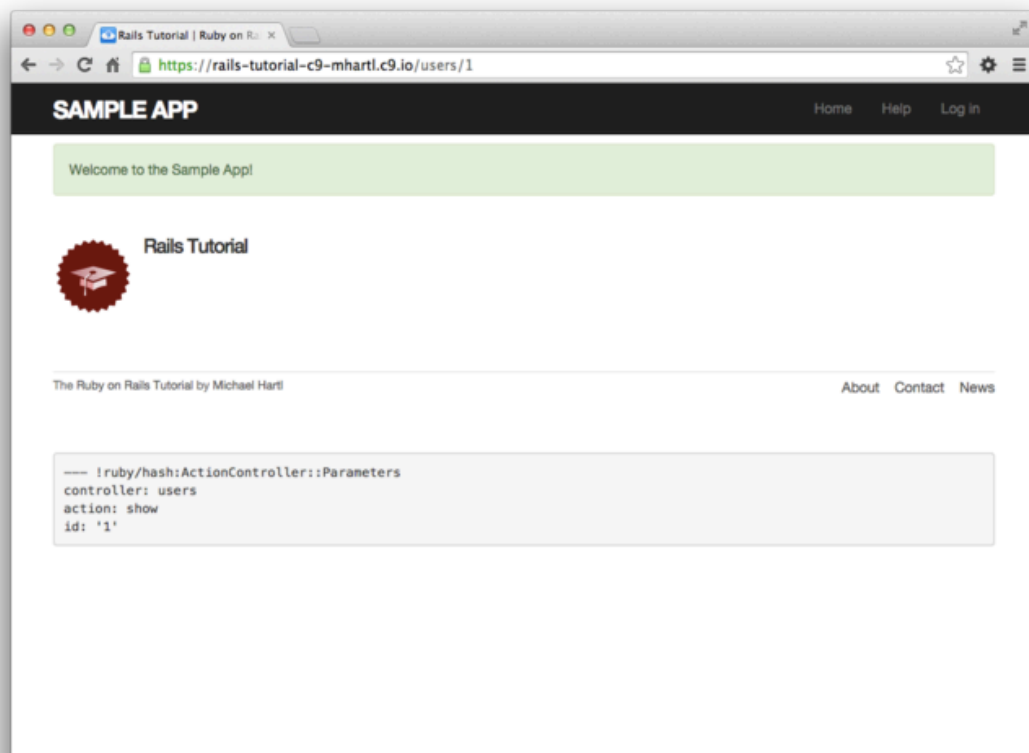 Rails Tutorial | Ruby on Ra
https://rails-tutorial-c9-mhartl.c9.io/users/1
SAMPLE APP Home Help Log in
Welcome to the Sample App!
Rails Tutorial
The Ruby on Rails Tutorial by Michael Hartl About Contact News
--- !ruby/hash:ActionController::Parameters
controller: users
action: show
id: '1'